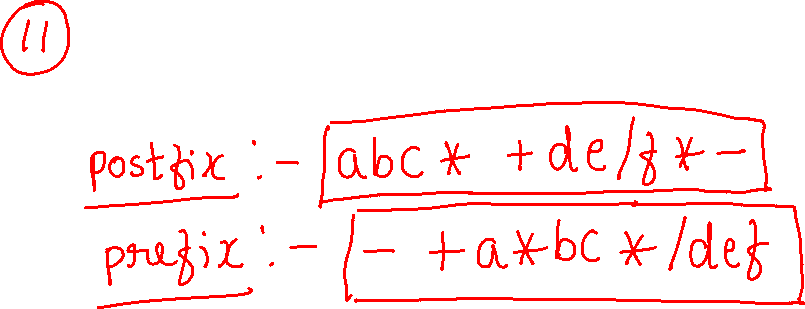 11
postfix :- abc * + de/f * -
prefix :- - + a*bc */def